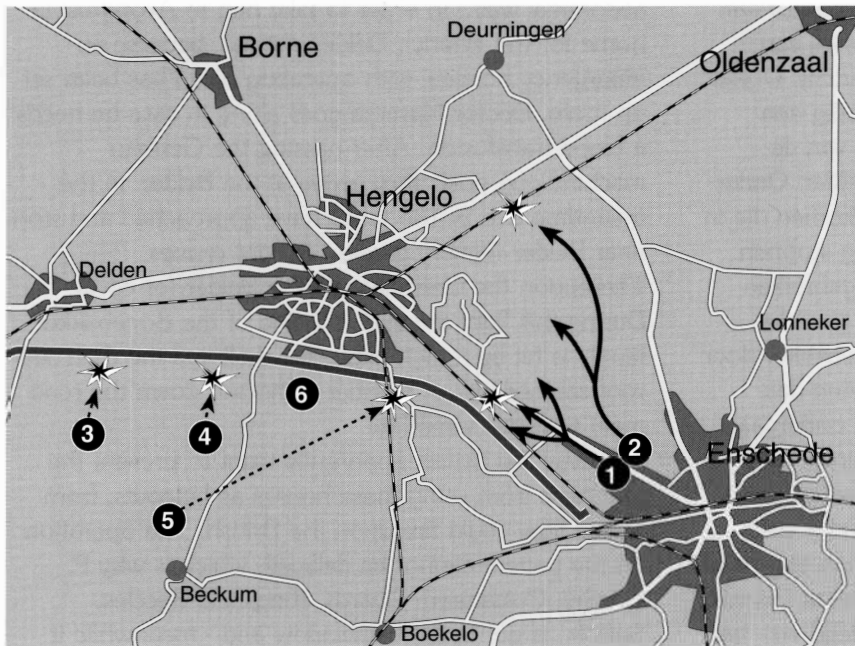 Deurningen
Borne
Oldenzaal
Hengelo
Delden
Lonneker
6
3
4
2
Enschede
1
5
Beckum
Boekelo